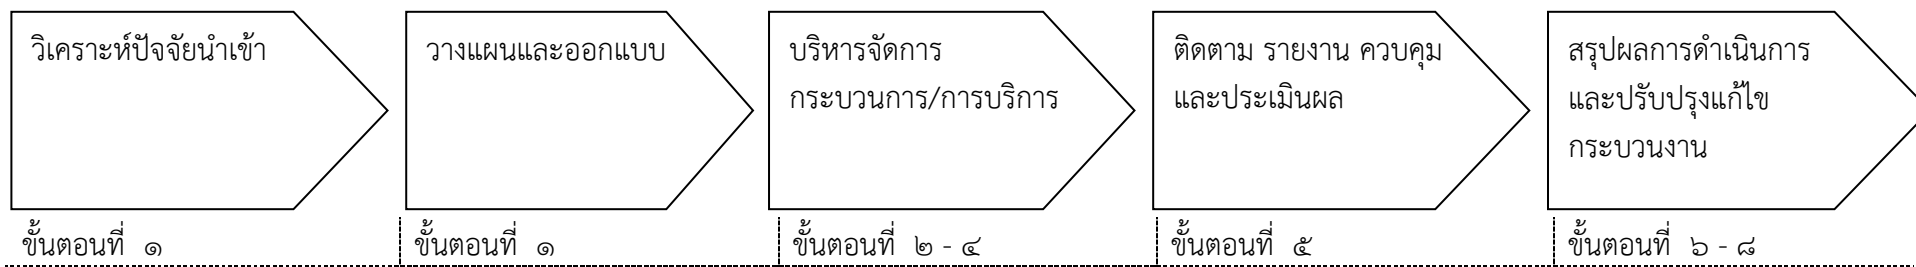 วิเคราะห์ปัจจัยนำเข้า
วางแผนและออกแบบ
บริหารจัดการ
กระบวนการ/การบริการ
ติดตาม รายงาน ควบคุม
และประเมินผล
สรุปผลการดำเนินการ
และปรับปรุงแก้ไข
กระบวนงาน
ขั้นตอนที่ ๑
ขั้นตอนที่ ๑
ขั้นตอนที่ ๒ - ๔
ขั้นตอนที่ ๕
ขั้นตอนที่ ๖ - ๘